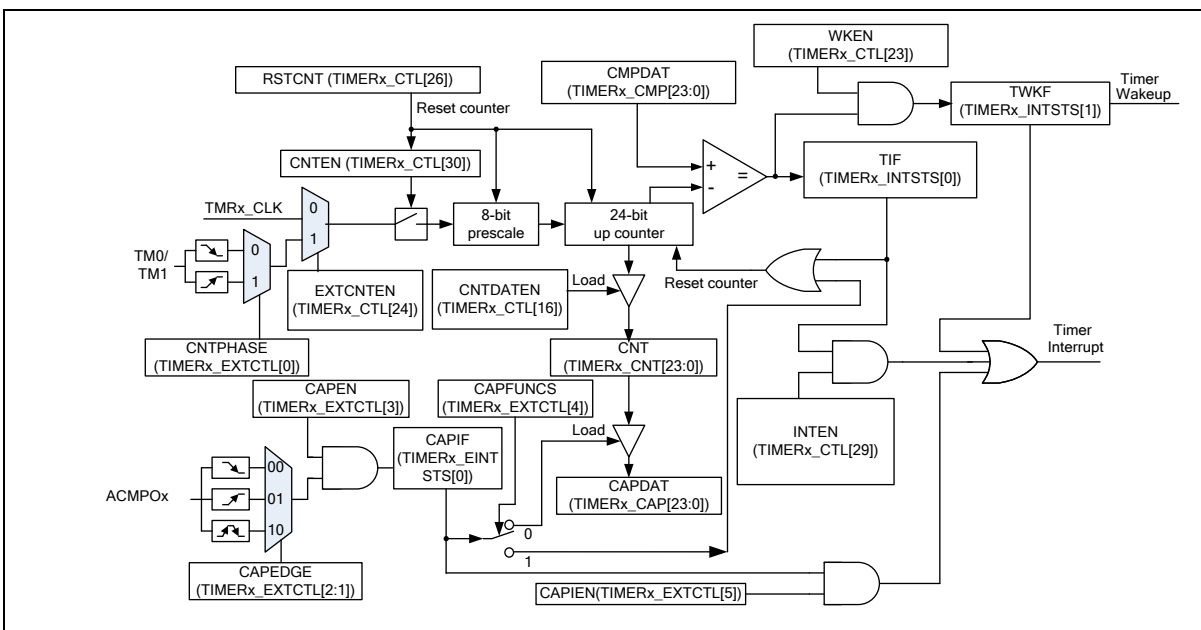 WKEN
(TIMERx_CTL[23])
RSTCNT (TIMERx_CTL[26])
CMPDAT
(TIMERx_CMP[23:0])
TWKF
(TIMERx_INTSTS[1])
Timer
Wakeup
Reset counter
CNTEN (TIMERx_CTL[30])
+
-
=
TIF
(TIMERx_INTSTS[0])
TMRx_CLK
0
1
8-bit
prescale
24-bit
up counter
TM0/
TM1
0
1
EXTCNTEN
(TIMERx_CTL[24])
CNTDATEN
(TIMERx_CTL[16])
Load
Reset counter
CNTPHASE
(TIMERx_EXTCTL[0])
CNT
(TIMERx_CNT[23:0])
Timer
Interrupt
CAPEN
(TIMERx_EXTCTL[3])
CAPFUNCS
(TIMERx_EXTCTL[4])
INTEN
(TIMERx_CTL[29])
CAPIF
(TIMERx_EINT
STS[0])
Load
ACMPOx
00
01
10
CAPDAT
(TIMERx_CAP[23:0])
0
1
CAPEDGE
(TIMERx_EXTCTL[2:1])
CAPIEN(TIMERx_EXTCTL[5])